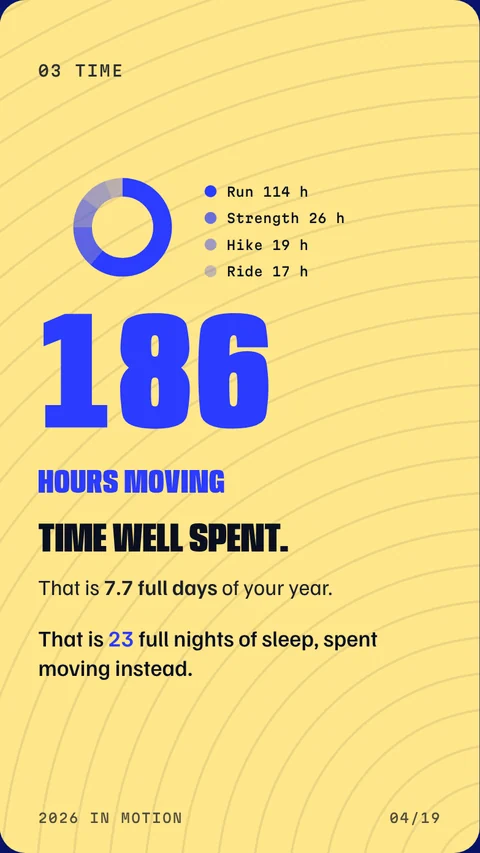 03 TIME
Run 114 h
Strength 26 h
Hike 19 h
Ride 17 h
186
HOURS MOVING
TIME WELL SPENT.
That is 7.7 full days of your year.
That is 23 full nights of sleep, spent
moving instead.
2026 IN MOTION
04/19